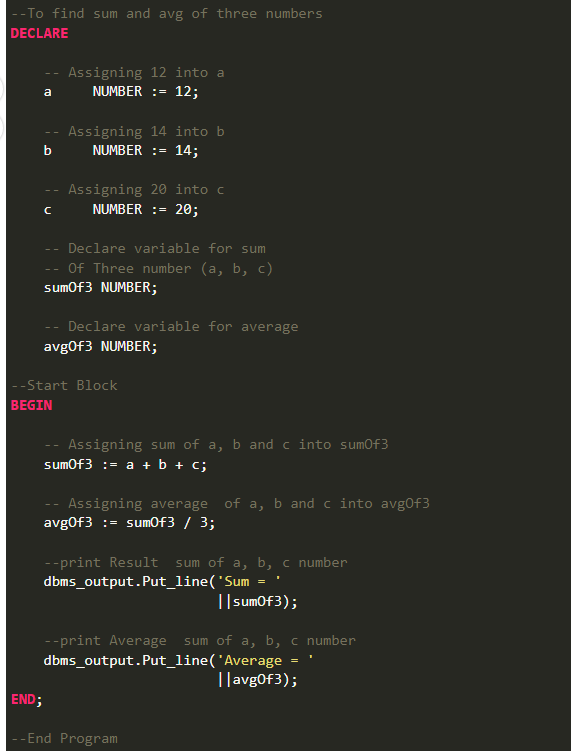 --To find sum and avg of three numbers
DECLARE
-- Assigning 12 into a
a     NUMBER := 12;
-- Assigning 14 into b
b     NUMBER := 14;
-- Assigning 20 into c
c     NUMBER := 20;
-- Declare variable for sum
-- Of Three number (a, b, c)
sumOf3 NUMBER;
-- Declare variable for average
avgOf3 NUMBER;
--Start Block
BEGIN
-- Assigning sum of a, b and c into sumOf3
sumOf3 := a + b + c;
-- Assigning average  of a, b and c into avgOf3
avgOf3 := sumOf3 / 3;
--print Result  sum of a, b, c number
dbms_output.Put_line('Sum = '
||sumOf3);
--print Average  sum of a, b, c number
dbms_output.Put_line('Average = '
||avgOf3);
END;
--End Program